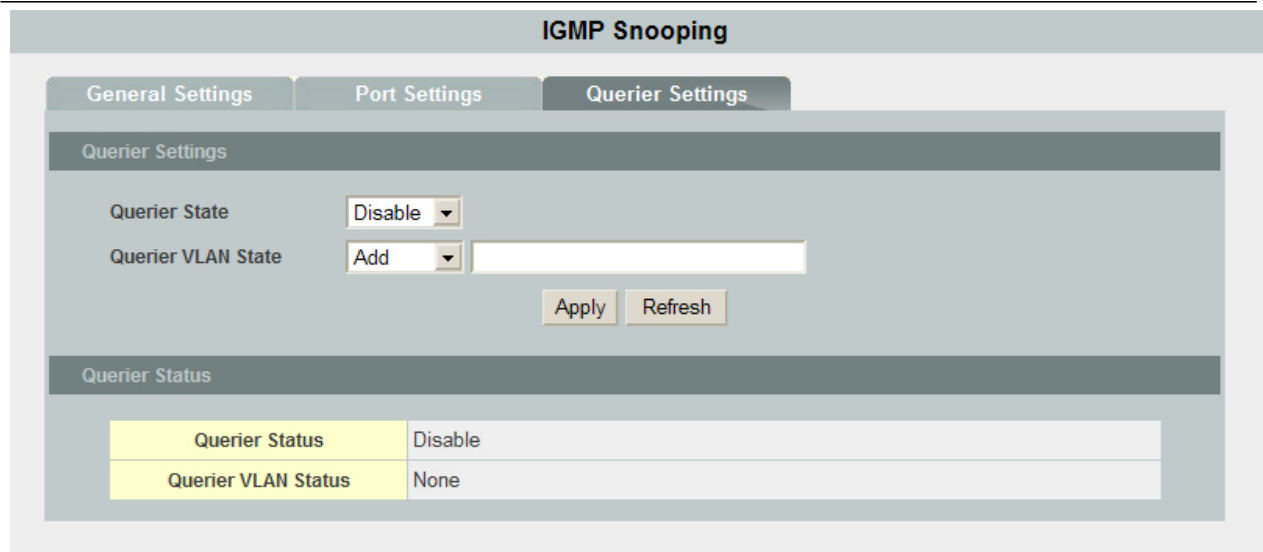 IGMP Snooping
General Settings Port Settings Querier Settings
Querier Settings
Querier State Disable
Querier VLAN State Add
Apply Refresh
Querier Status
Querier Status Disable
Querier VLAN Status None